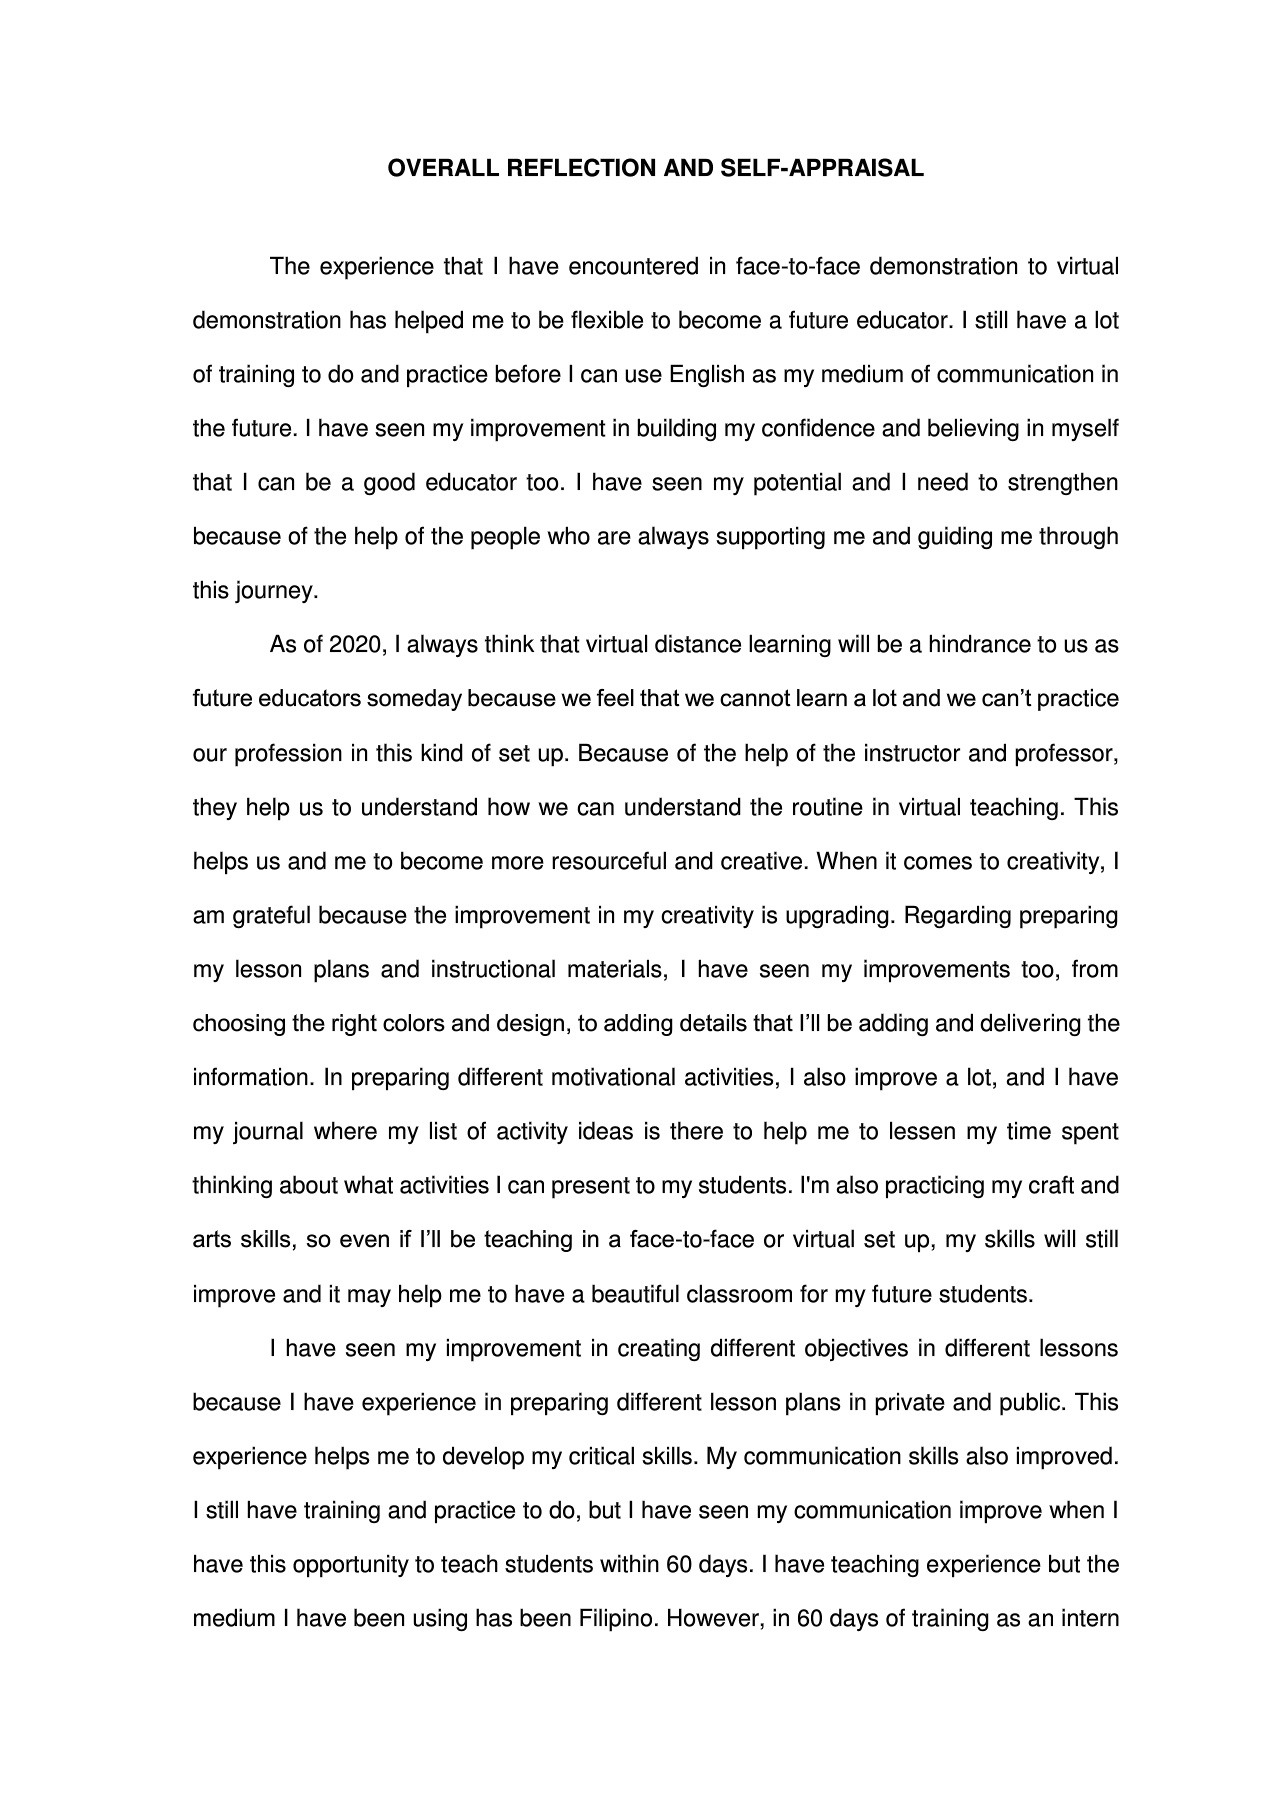 OVERALL REFLECTION AND SELF-APPRAISAL
The experience that I have encountered in face-to-face demonstration to virtual
demonstration has helped me to be flexible to become a future educator. I still have a lot
of training to do and practice before I can use English as my medium of communication in
the future. I have seen my improvement in building my confidence and believing in myself
that I can be a good educator too. I have seen my potential and I need to strengthen
because of the help of the people who are always supporting me and guiding me through
this journey.
As of 2020, I always think that virtual distance learning will be a hindrance to us as
future educators someday because we feel that we cannot learn a lot and we can’t practice
our profession in this kind of set up. Because of the help of the instructor and professor,
they help us to understand how we can understand the routine in virtual teaching. This
helps us and me to become more resourceful and creative. When it comes to creativity, I
am grateful because the improvement in my creativity is upgrading. Regarding preparing
my lesson plans and instructional materials, I have seen my improvements too, from
choosing the right colors and design, to adding details that I’ll be adding and delivering the
information. In preparing different motivational activities, I also improve a lot, and I have
my journal where my list of activity ideas is there to help me to lessen my time spent
thinking about what activities I can present to my students. I'm also practicing my craft and
arts skills, so even if I’ll be teaching in a face-to-face or virtual set up, my skills will still
improve and it may help me to have a beautiful classroom for my future students.
I have seen my improvement in creating different objectives in different lessons
because I have experience in preparing different lesson plans in private and public. This
experience helps me to develop my critical skills. My communication skills also improved.
I still have training and practice to do, but I have seen my communication improve when I
have this opportunity to teach students within 60 days. I have teaching experience but the
medium I have been using has been Filipino. However, in 60 days of training as an intern